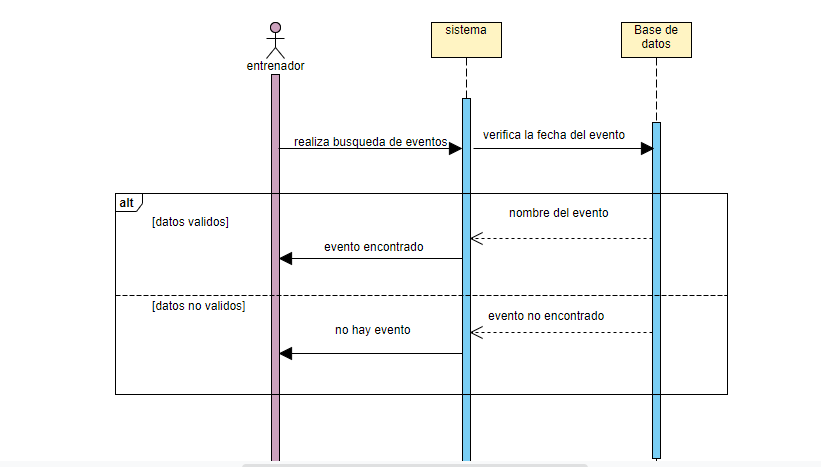 sistema
Base de
datos
entrenador
realiza busqueda de eventos
verifica la fecha del evento
alt
[datos validos]
nombre del evento
evento encontrado
[datos no validos]
evento no encontrado
no hay evento